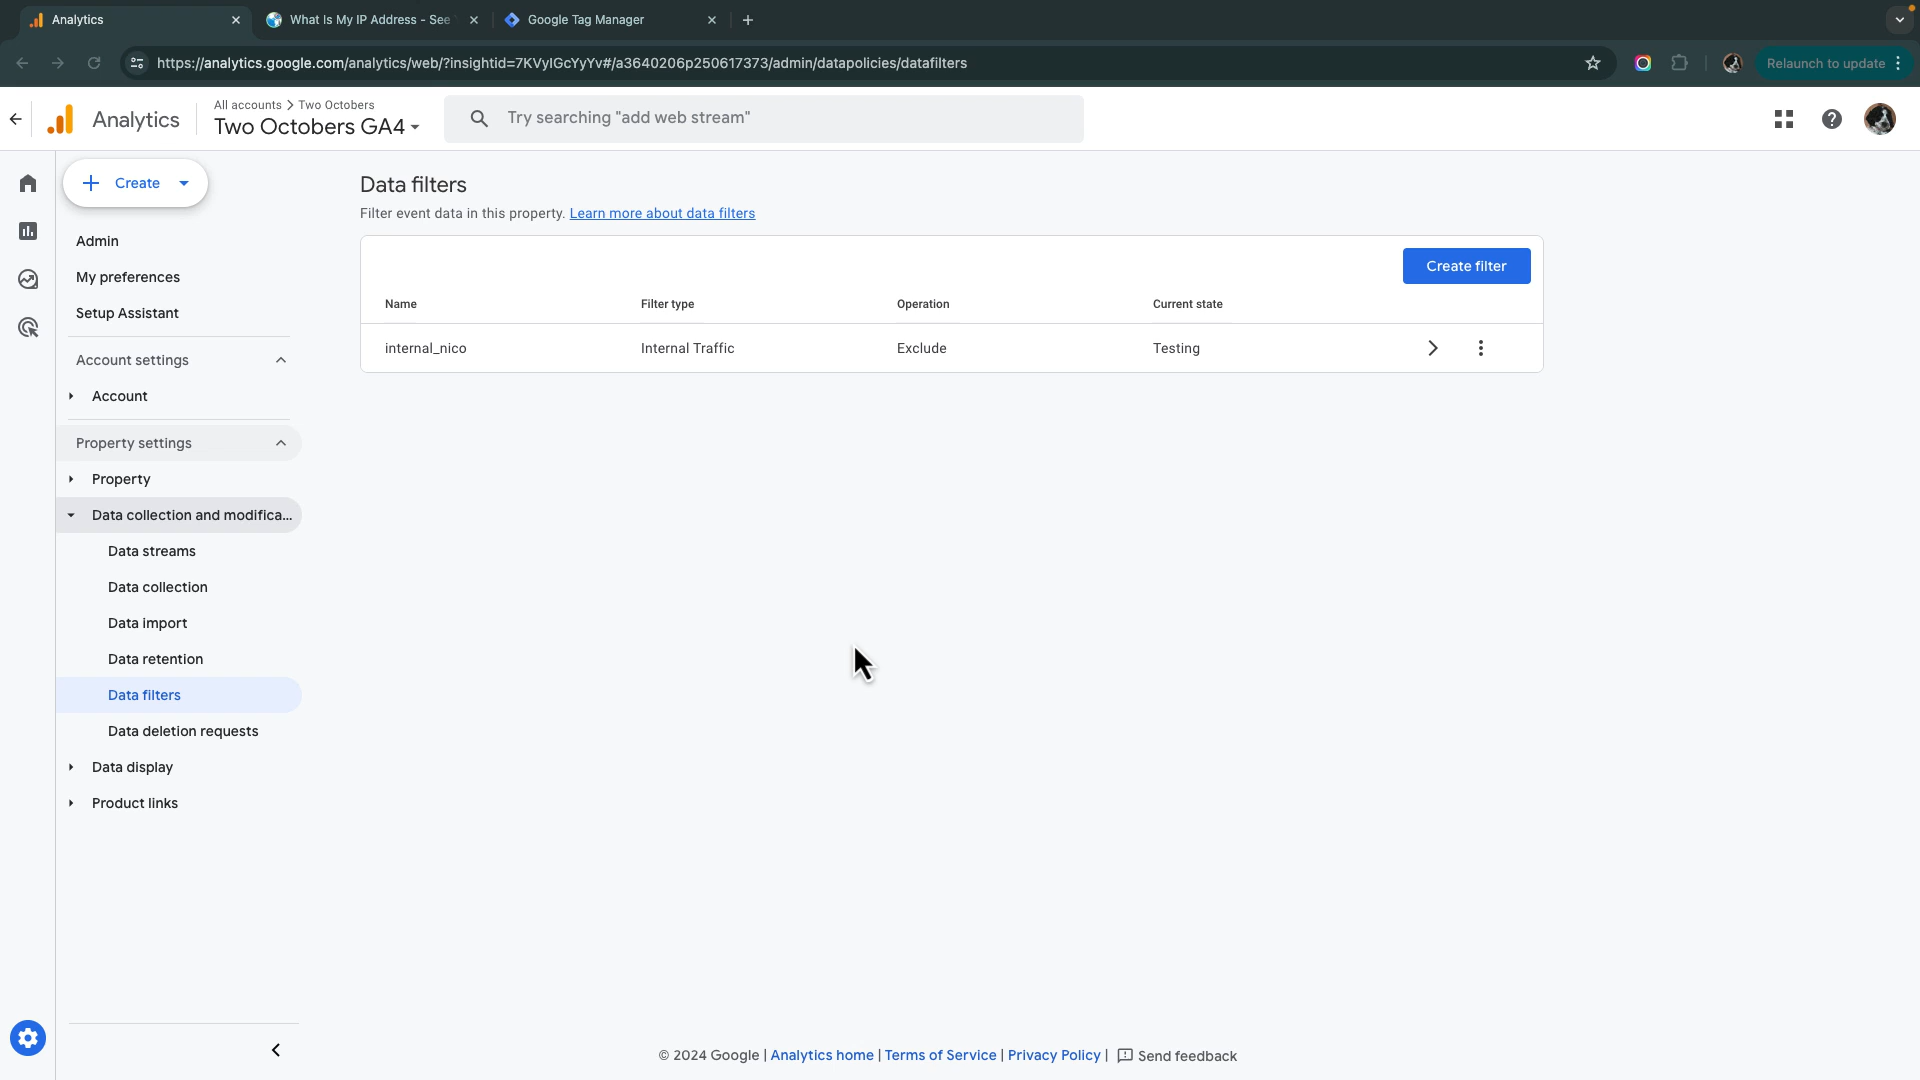 Analytics
What Is My IP Address - See
Google Tag Manager
https://analytics.google.com/analytics/web/?insightid=7KVyIGcYyYv#/a3640206p250617373/admin/datapolicies/datafilters
Relaunch to update
Analytics
All accounts > Two Octobers
Two Octobers GA4
Try searching "add web stream"
Create
Admin
My preferences
Setup Assistant
Account settings
Account
Property settings
Property
Data collection and modifica...
Data streams
Data collection
Data import
Data retention
Data filters
Data deletion requests
Data display
Product links
Data filters
Filter event data in this property. Learn more about data filters
Create filter
Name Filter type Operation Current state
internal_nico Internal Traffic Exclude Testing
© 2024 Google | Analytics home | Terms of Service | Privacy Policy | Send feedback